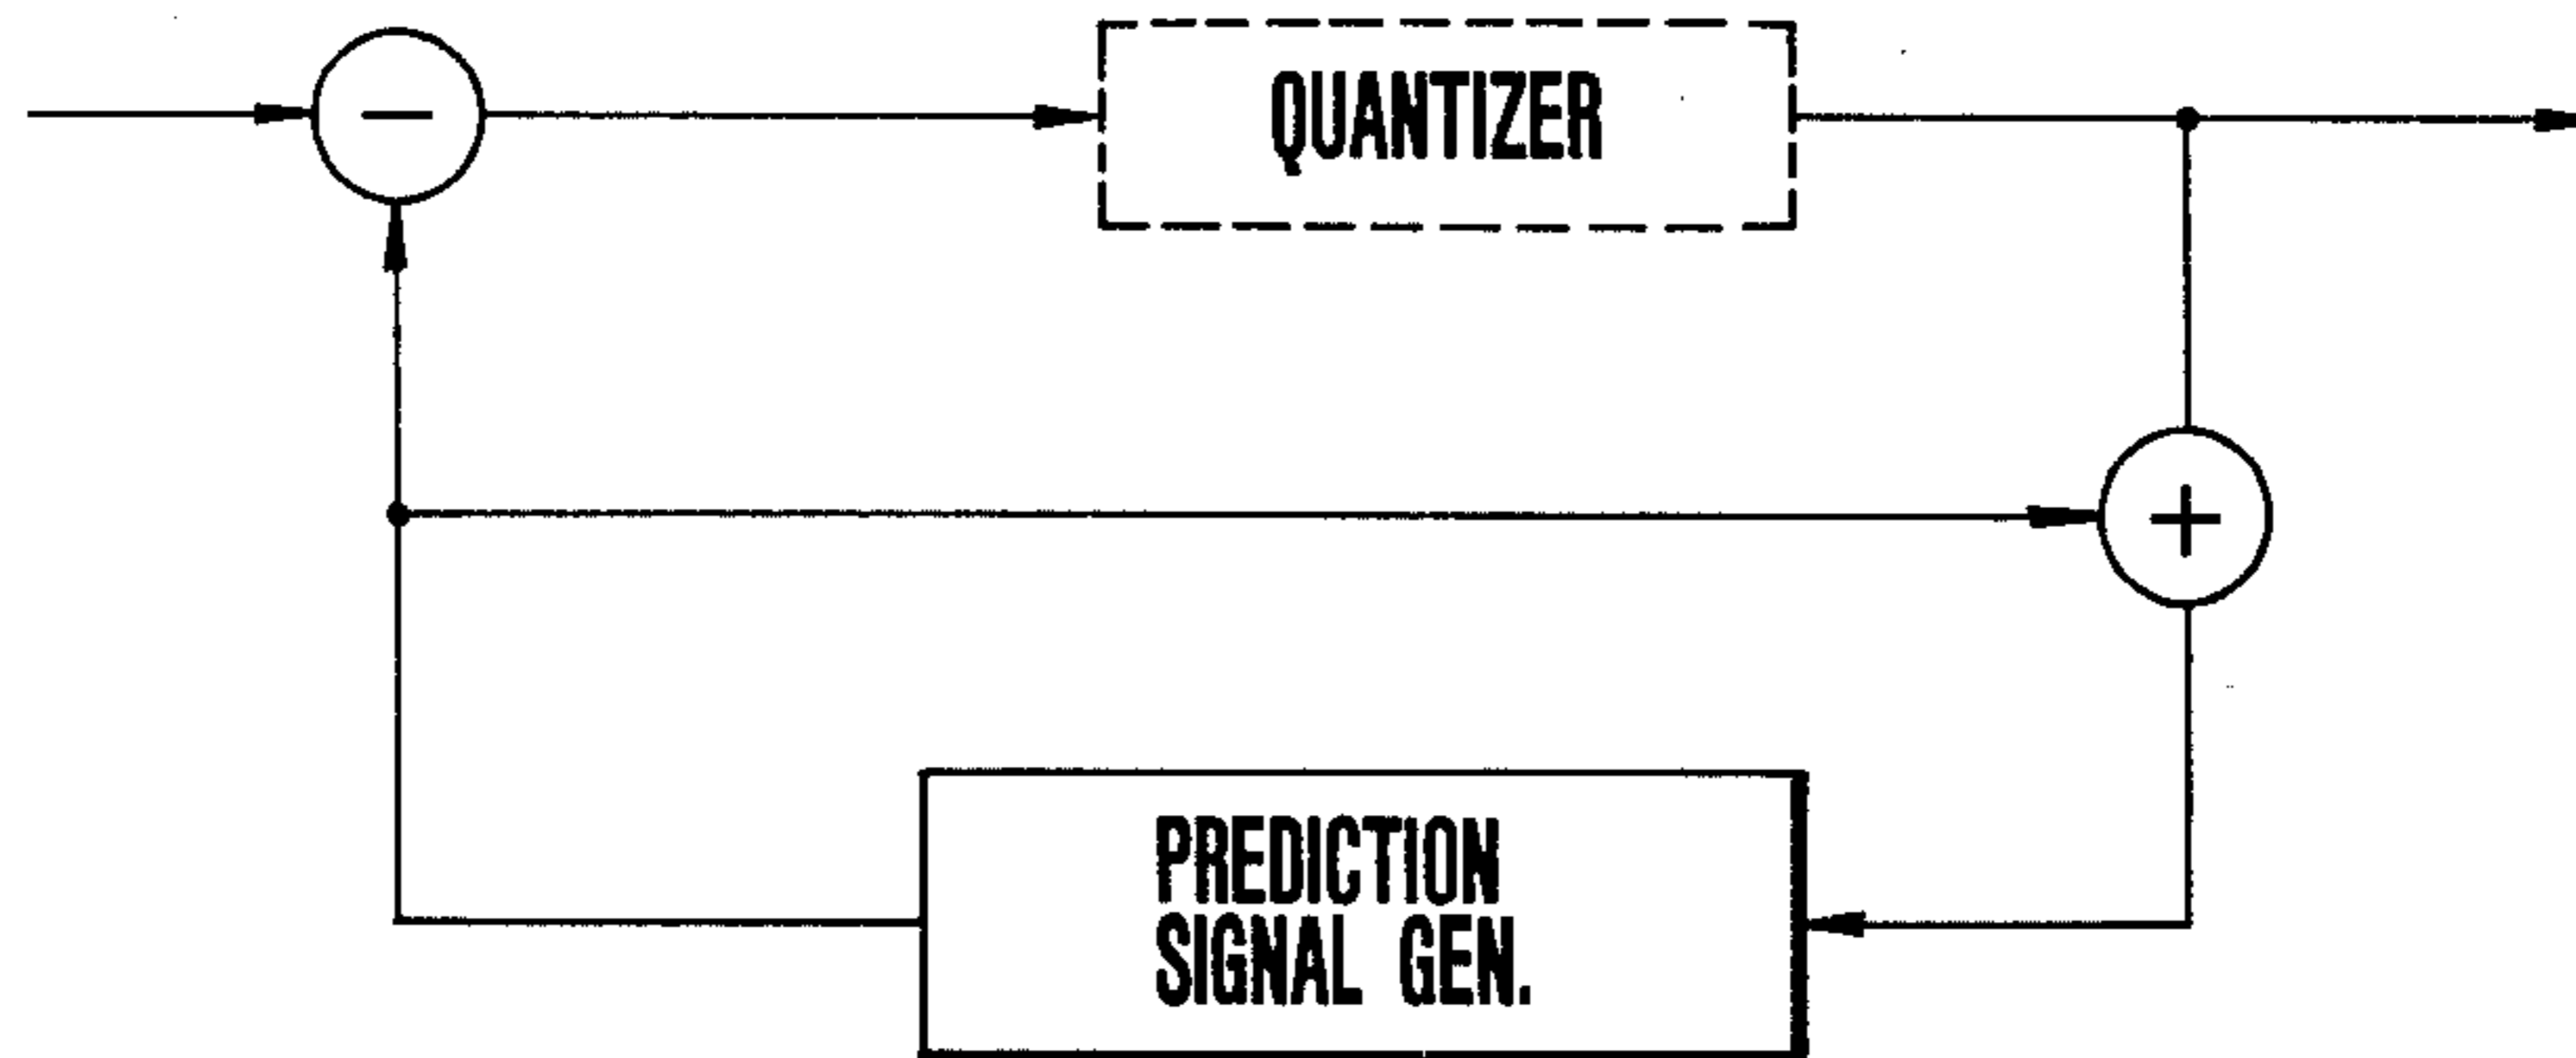 −
QUANTIZER
+
PREDICTION
SIGNAL GEN.